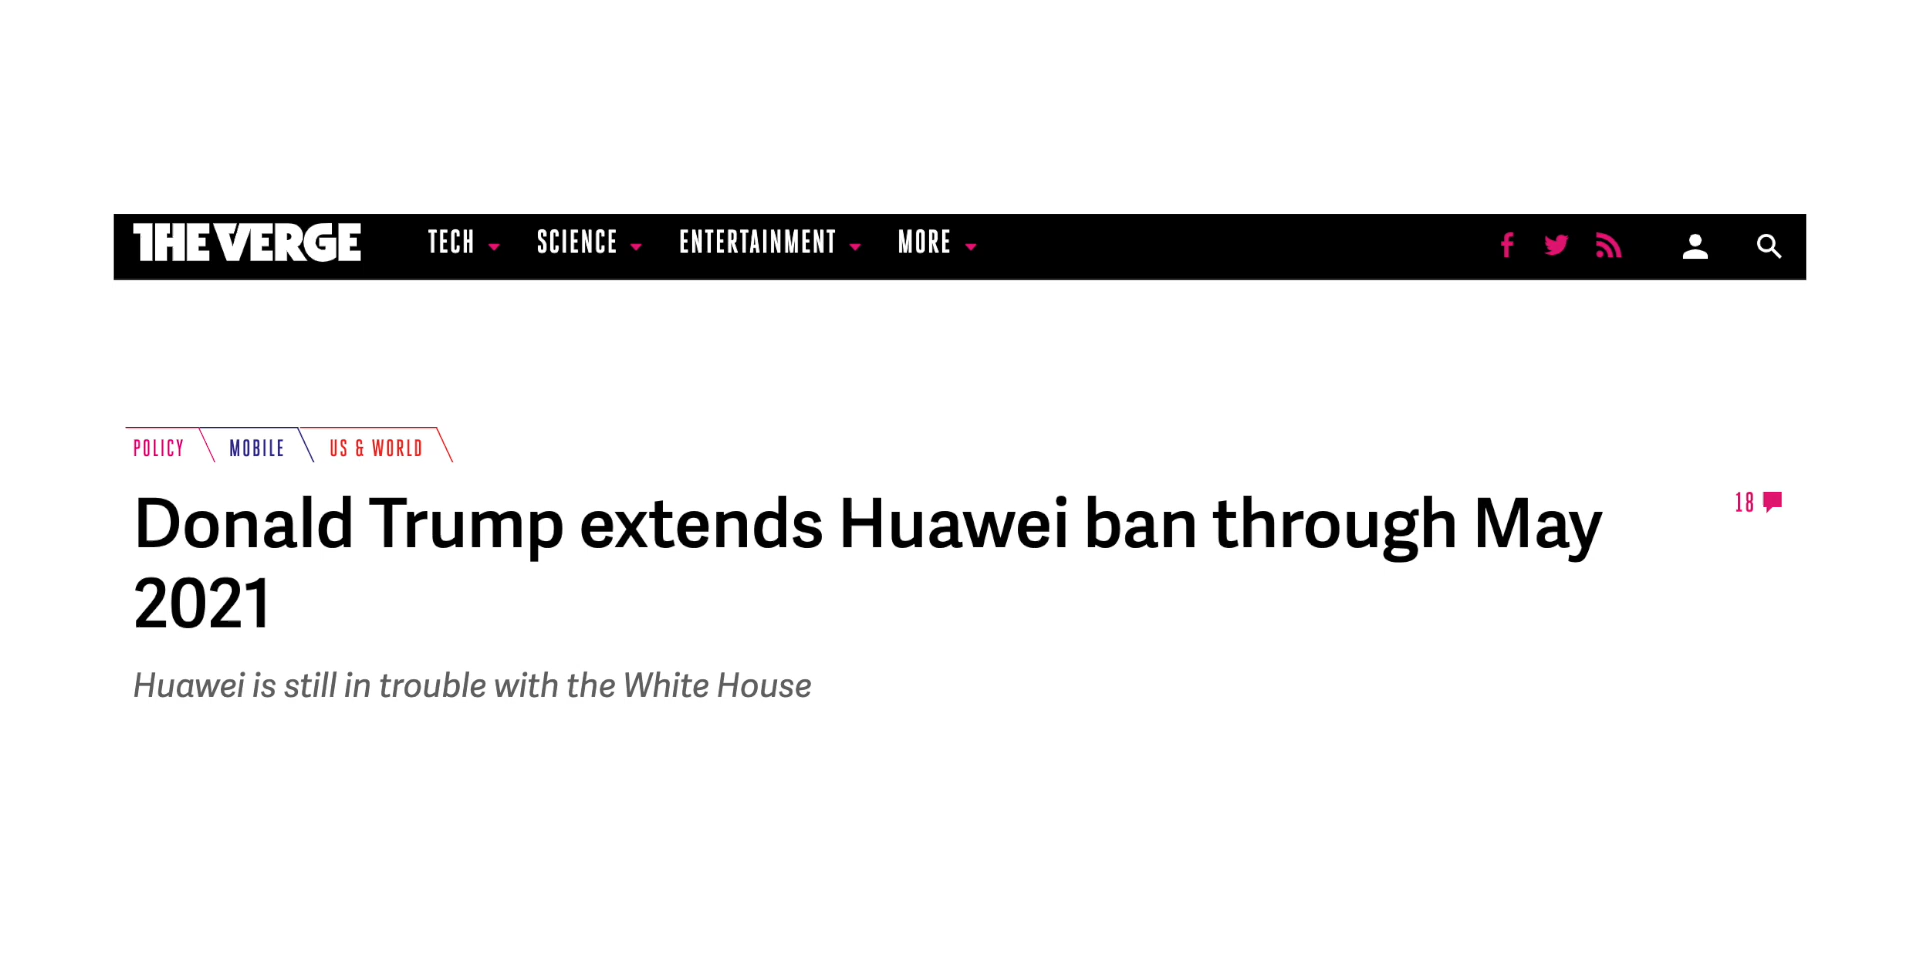 THE VERGE TECH SCIENCE ENTERTAINMENT MORE
POLICY MOBILE US & WORLD
Donald Trump extends Huawei ban through May
18
2021
Huawei is still in trouble with the White House